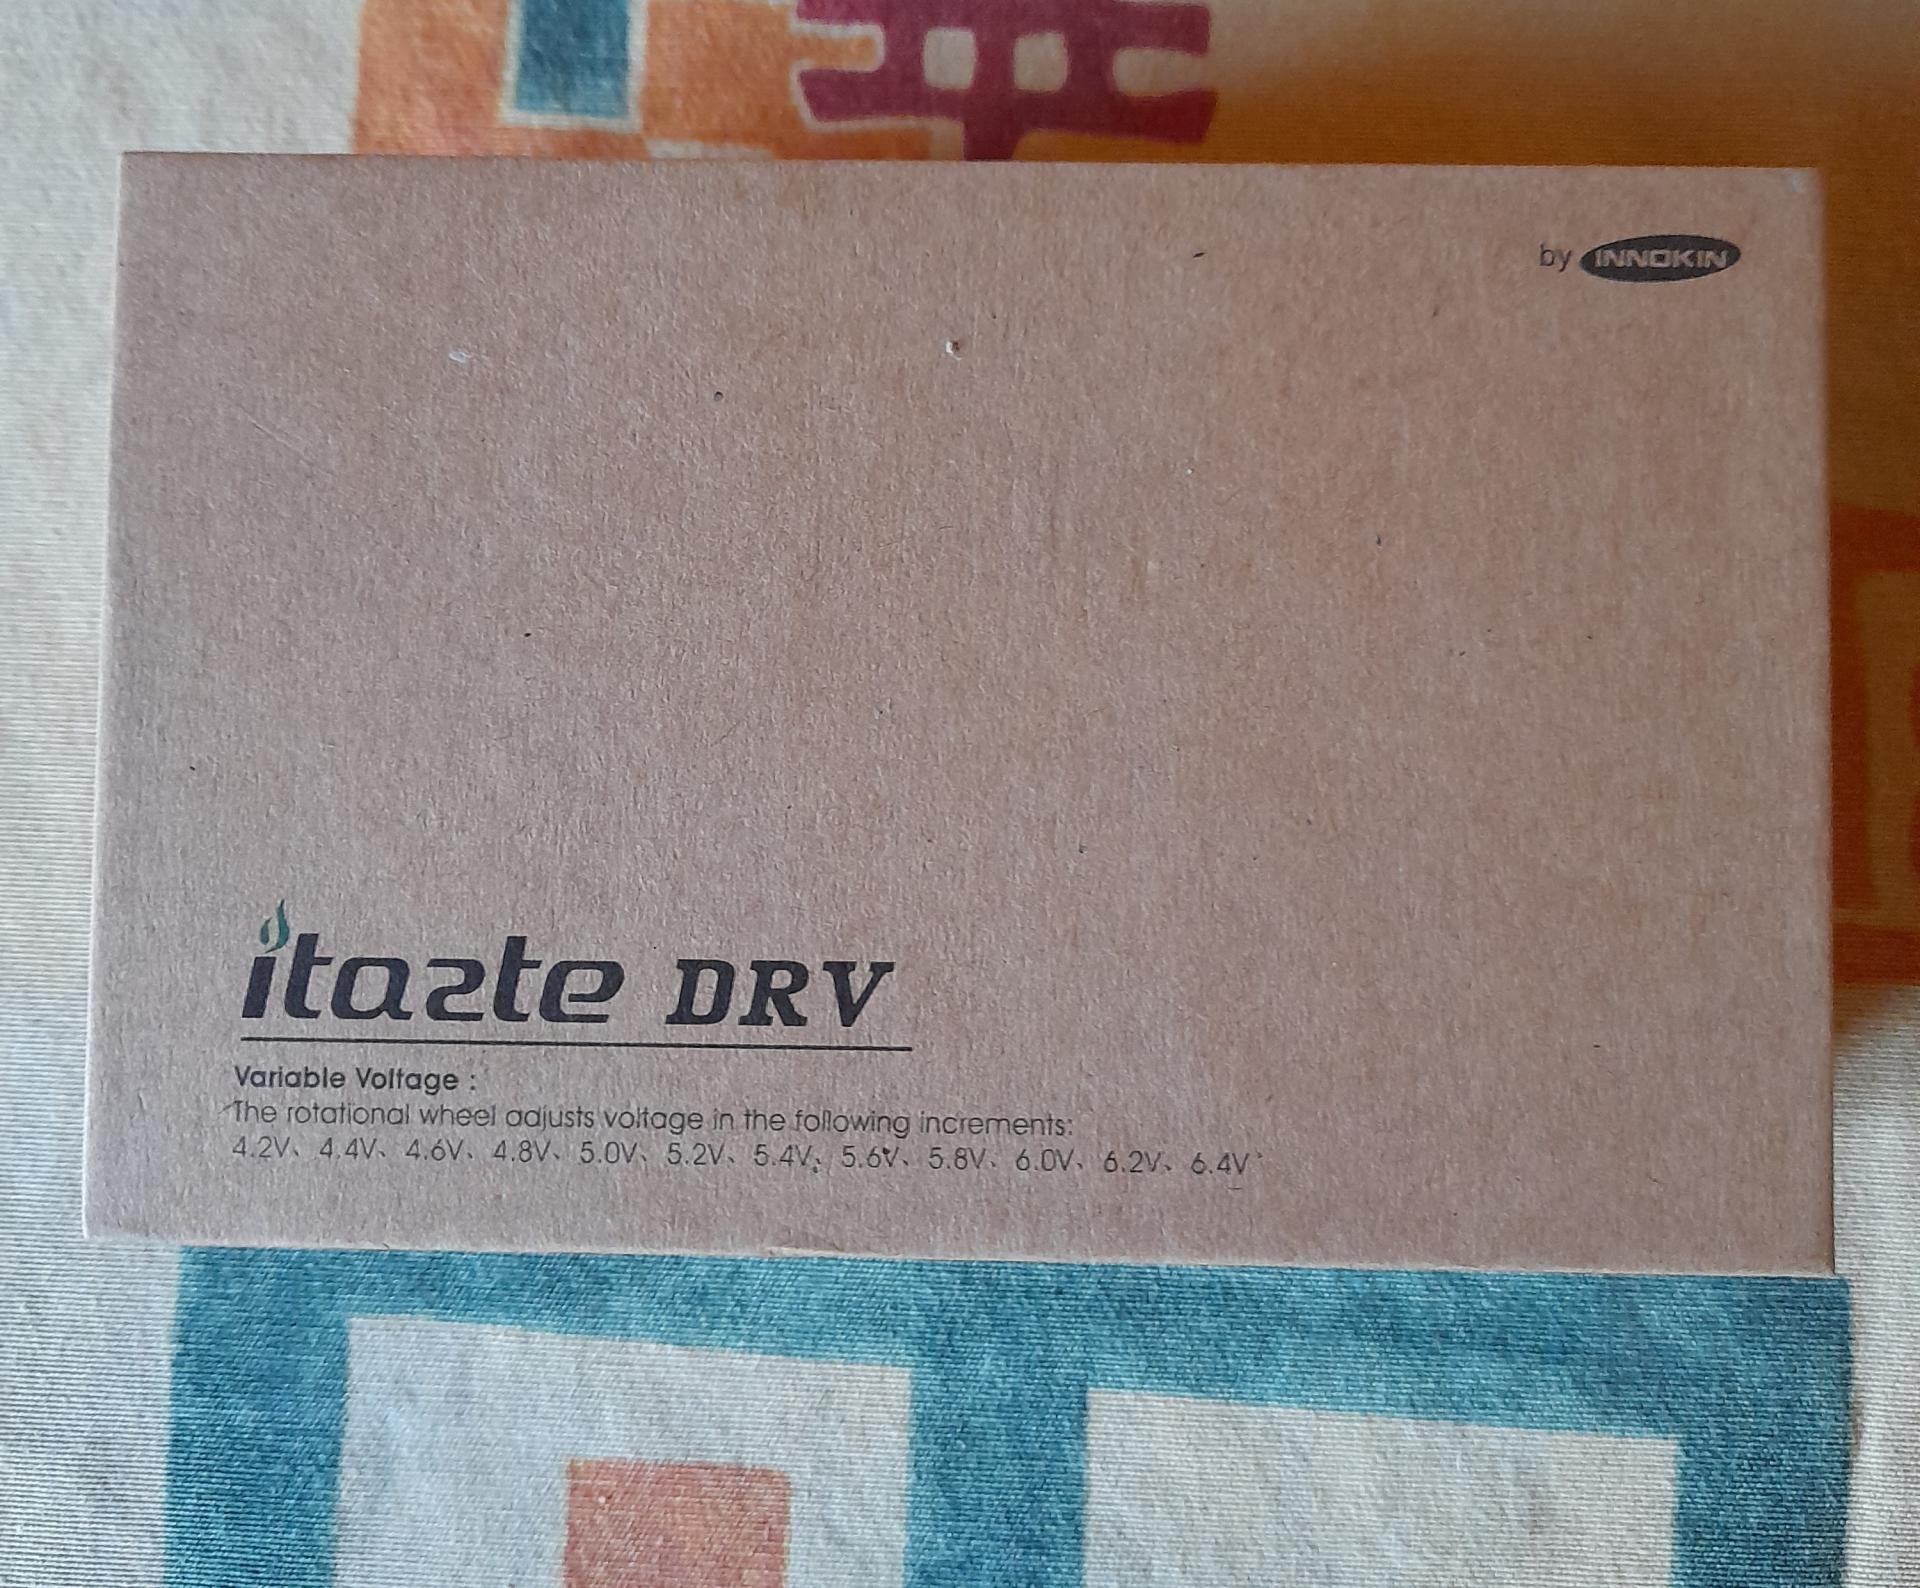 by INNOKIN
itaste DRV
Variable Voltage :
The rotational wheel adjusts voltage in the following increments:
4.2V、4.4V、4.6V、4.8V、5.0V、5.2V、5.4V、5.6V、5.8V、6.0V、6.2V、6.4V